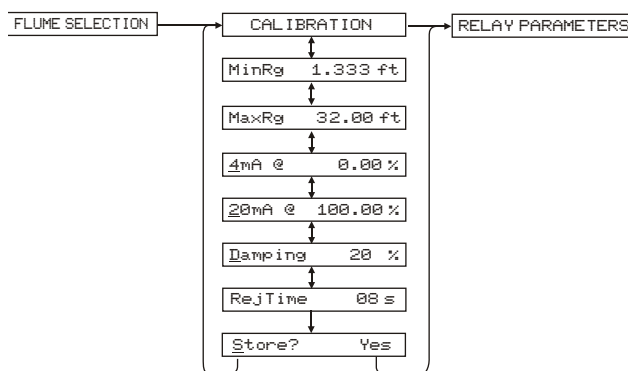 FLUME SELECTION
CALIBRATION
RELAY PARAMETERS
MinRg 1.333 ft
MaxRg 32.00 ft
4mA @ 0.00 %
20mA @ 100.00 %
Damping 20 %
RejTime 08 s
Store? Yes